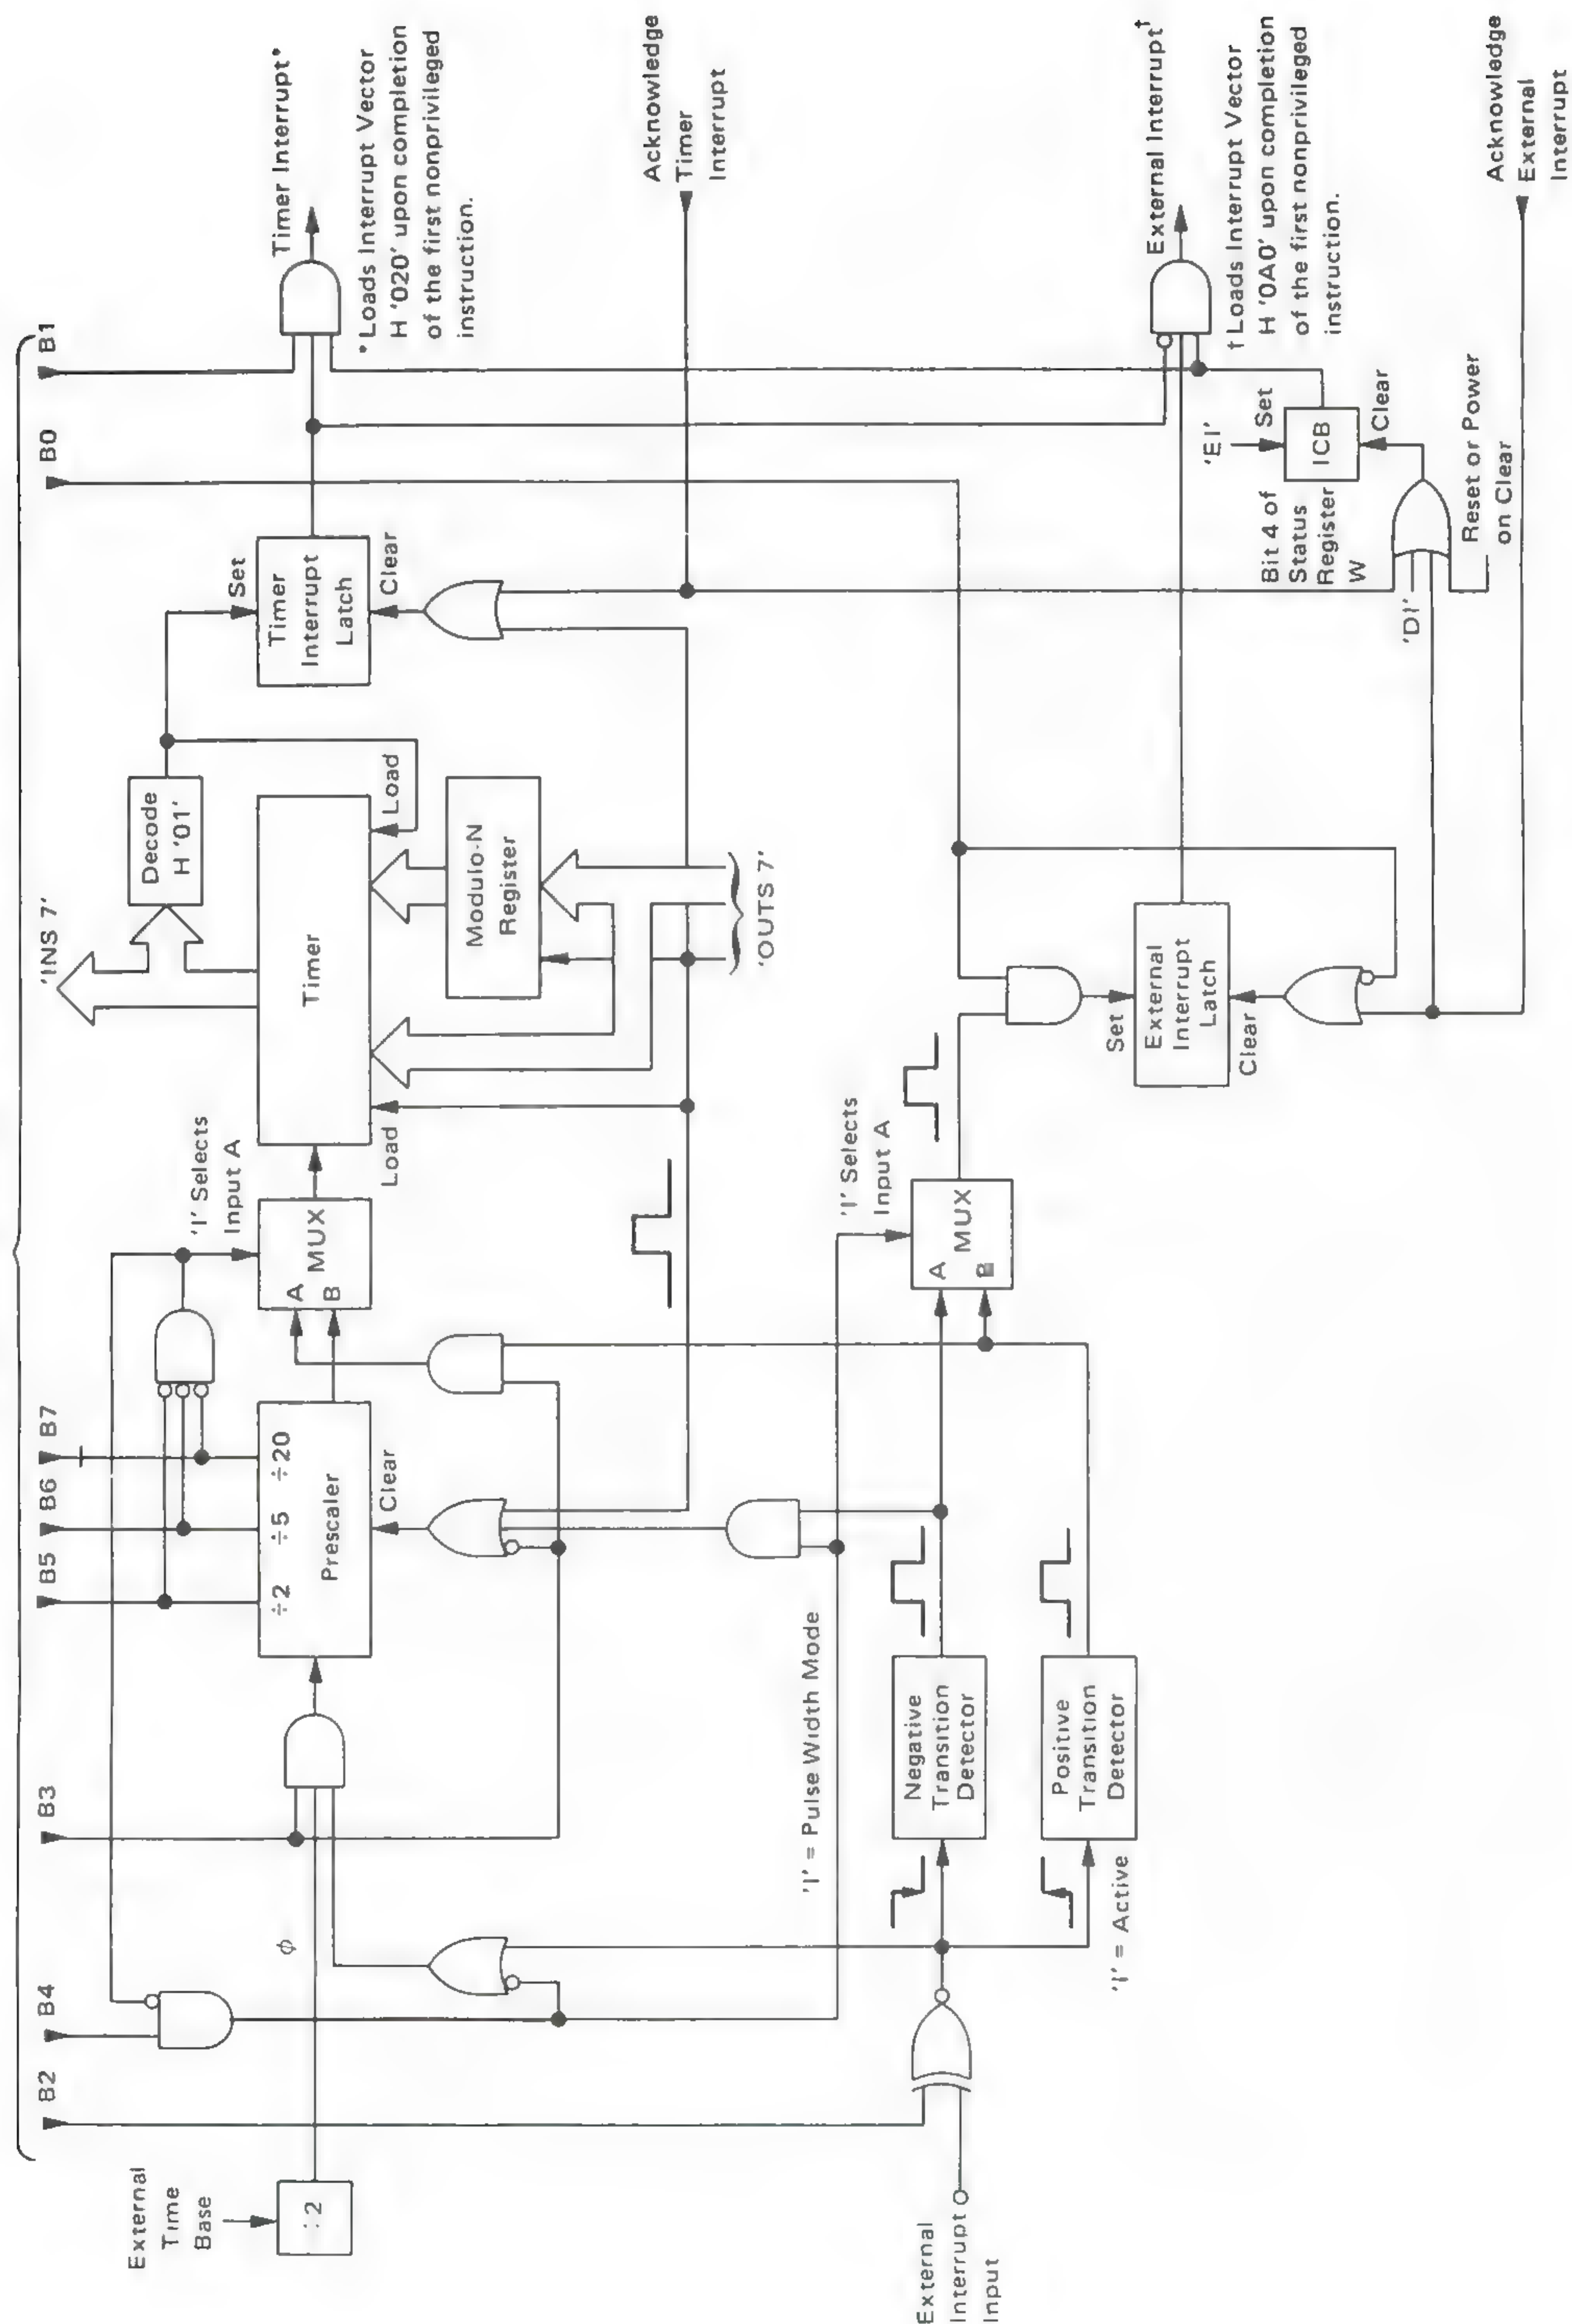 B2
B4
B3
B5
B6
B7
B0
B1
External
Time
Base
÷2
ϕ
÷2
÷5
÷20
Prescaler
Clear
A
B
MUX
'1' Selects
Input A
'INS 7'
Decode
H '01'
Timer
Load
Load
Modulo-N
Register
'OUTS 7'
Set
Timer
Interrupt
Latch
Clear
Timer Interrupt*
*Loads Interrupt Vector
H '020' upon completion
of the first nonprivileged
instruction.
Acknowledge
Timer
Interrupt
'1' = Pulse Width Mode
External
Interrupt
Input
Negative
Transition
Detector
Positive
Transition
Detector
'1' = Active
A
B
MUX
'1' Selects
Input A
Set
External
Interrupt
Latch
Clear
External Interrupt†
†Loads Interrupt Vector
H '0A0' upon completion
of the first nonprivileged
instruction.
'EI'
Set
ICB
Clear
Bit 4 of
Status
Register
W
'DI'
Reset or Power
on Clear
Acknowledge
External
Interrupt